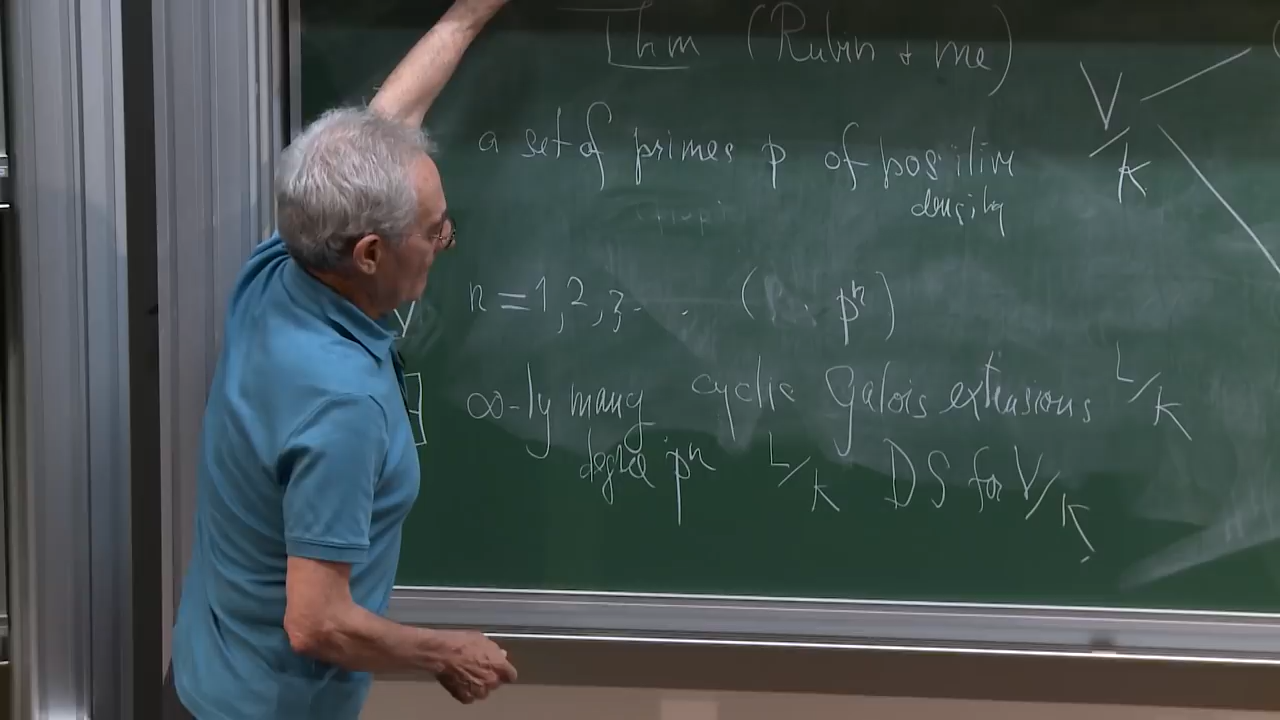 Thm (Rubin + me)
V/K
a set of primes p of positive
density
n = 1, 2, 3 . . . ( p^n)
∞-ly many cyclic Galois extensions L/K
degree p^n L/K DS for V/K.